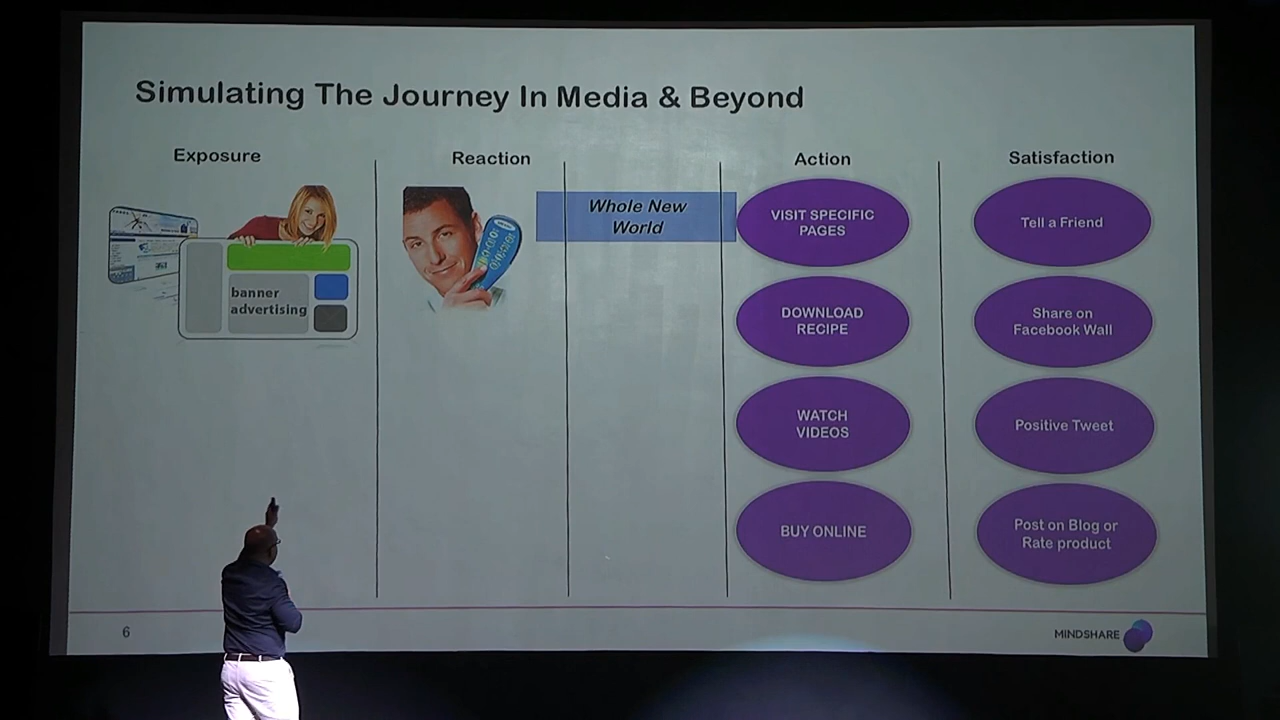 Simulating The Journey In Media & Beyond
Exposure
Reaction
Action
Satisfaction
banner
advertising
Whole New
World
VISIT SPECIFIC
PAGES
Tell a Friend
DOWNLOAD
RECIPE
Share on
Facebook Wall
WATCH
VIDEOS
Positive Tweet
BUY ONLINE
Post on Blog or
Rate product
6
MINDSHARE